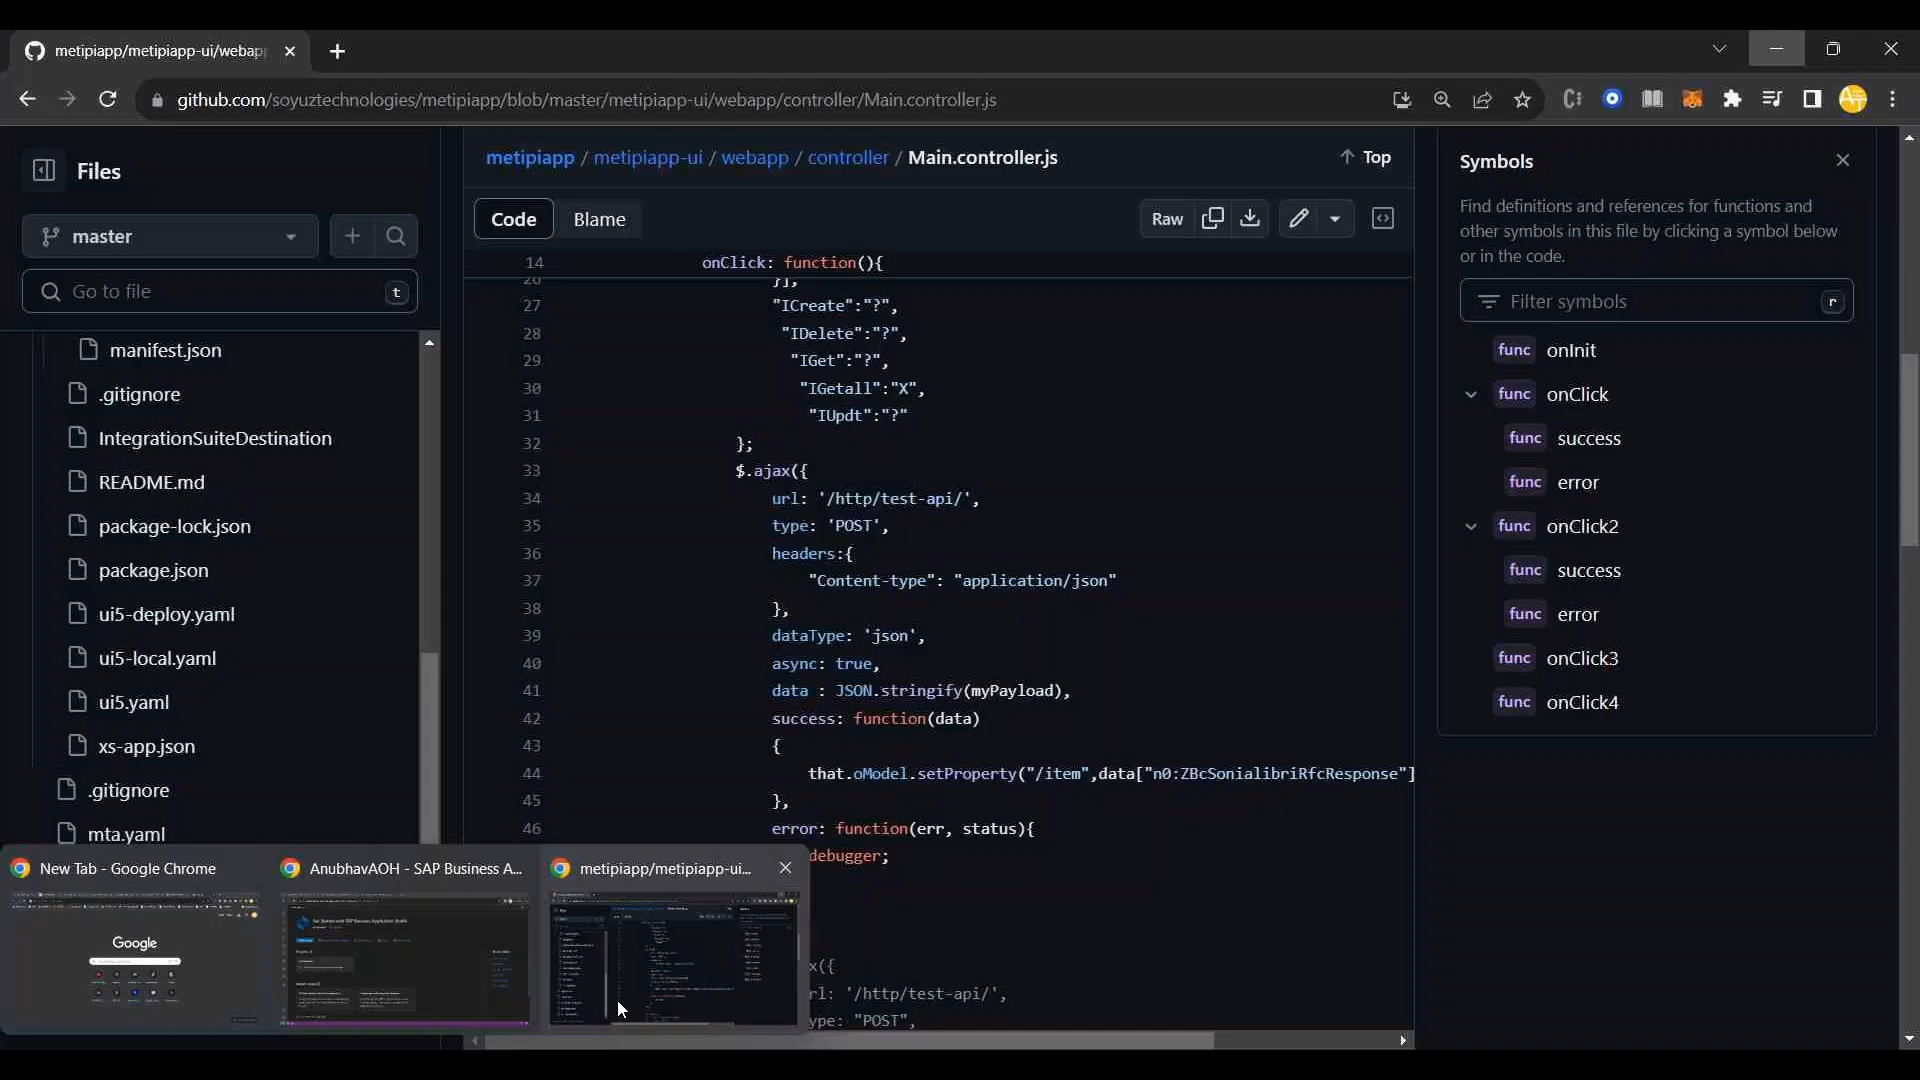 metipiapp/metipiapp-ui/webapp
github.com/soyuztechnologies/metipiapp/blob/master/metipiapp-ui/webapp/controller/Main.controller.js
Files
master
Go to file
t
manifest.json
.gitignore
IntegrationSuiteDestination
README.md
package-lock.json
package.json
ui5-deploy.yaml
ui5-local.yaml
ui5.yaml
xs-app.json
.gitignore
mta.yaml
metipiapp / metipiapp-ui / webapp / controller / Main.controller.js
Top
Code
Blame
Raw
14 onClick: function(){
26 }],
27 "ICreate":"?",
28 "IDelete":"?",
29 "IGet":"?",
30 "IGetall":"X",
31 "IUpdt":"?"
32 };
33 $.ajax({
34 url: '/http/test-api/',
35 type: 'POST',
36 headers:{
37 "Content-type": "application/json"
38 },
39 dataType: 'json',
40 async: true,
41 data : JSON.stringify(myPayload),
42 success: function(data)
43 {
44 that.oModel.setProperty("/item",data["n0:ZBcSonialibriRfcResponse"]
45 },
46 error: function(err, status){
debugger;
x({
rl: '/http/test-api/',
ype: "POST",
Symbols
Find definitions and references for functions and
other symbols in this file by clicking a symbol below
or in the code.
Filter symbols
r
func onInit
func onClick
func success
func error
func onClick2
func success
func error
func onClick3
func onClick4
New Tab - Google Chrome
AnubhavAOH - SAP Business A...
metipiapp/metipiapp-ui...
Google